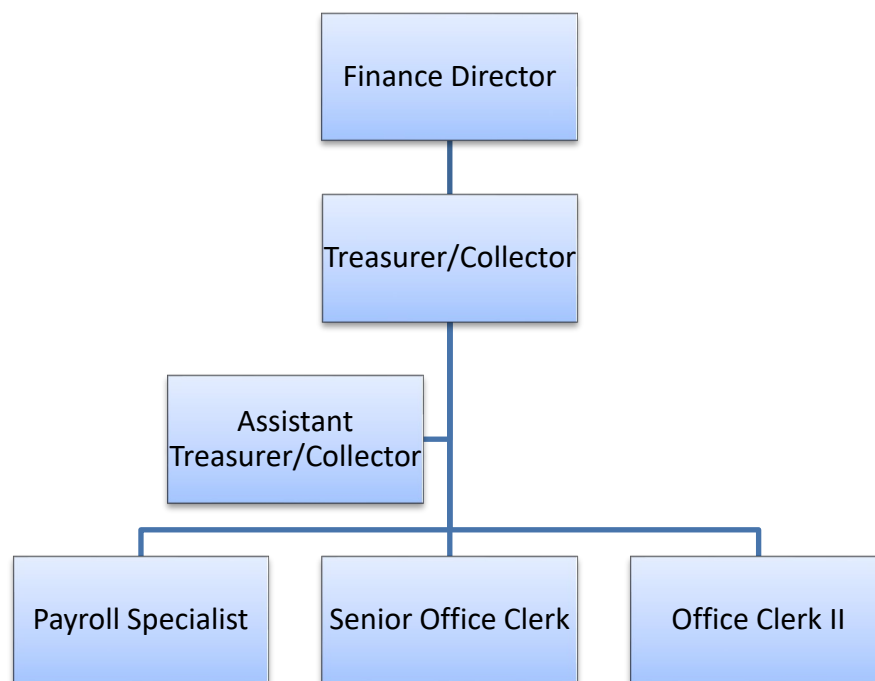 Finance Director
Treasurer/Collector
Assistant
Treasurer/Collector
Payroll Specialist
Senior Office Clerk
Office Clerk II